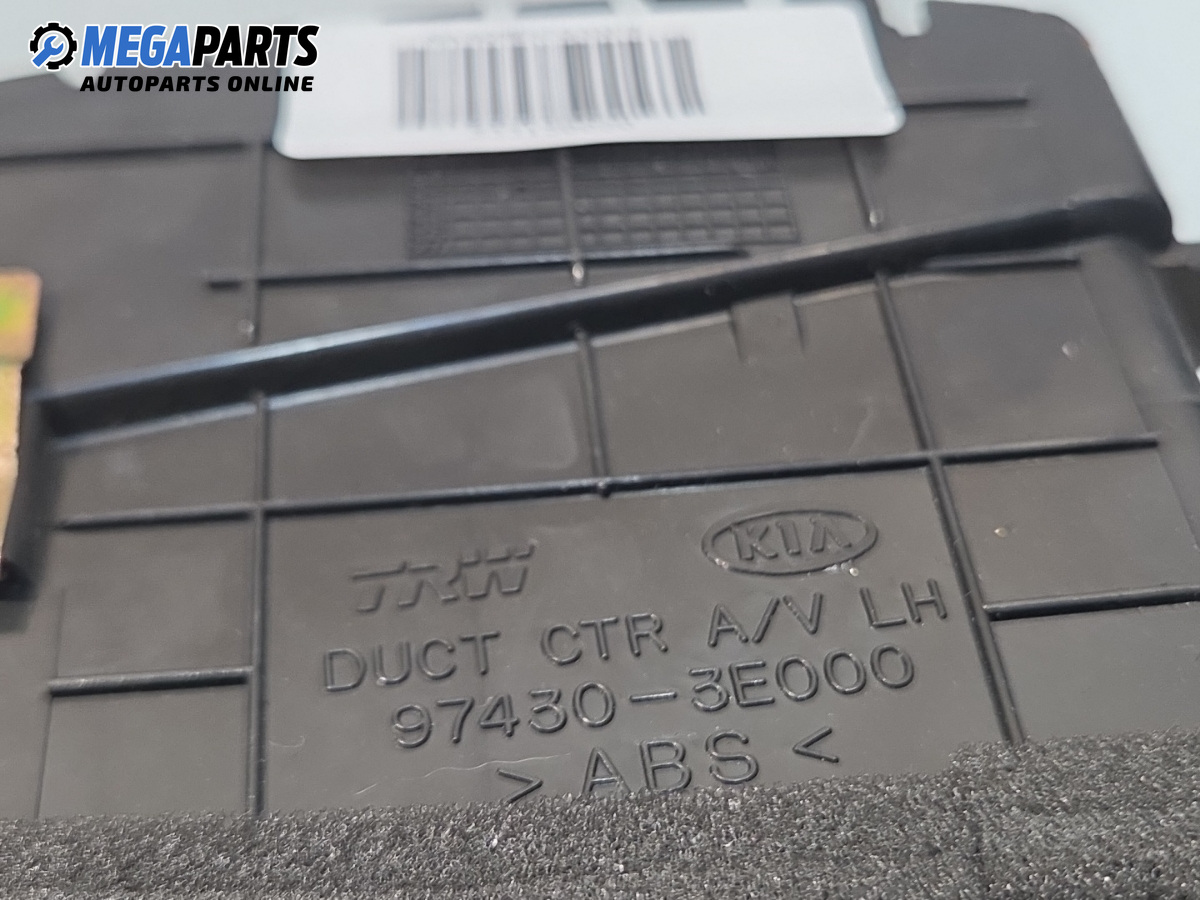 MEGAPARTS
AUTOPARTS ONLINE
TRW
KIA
DUCT CTR A/V LH
97430-3E000
>ABS<